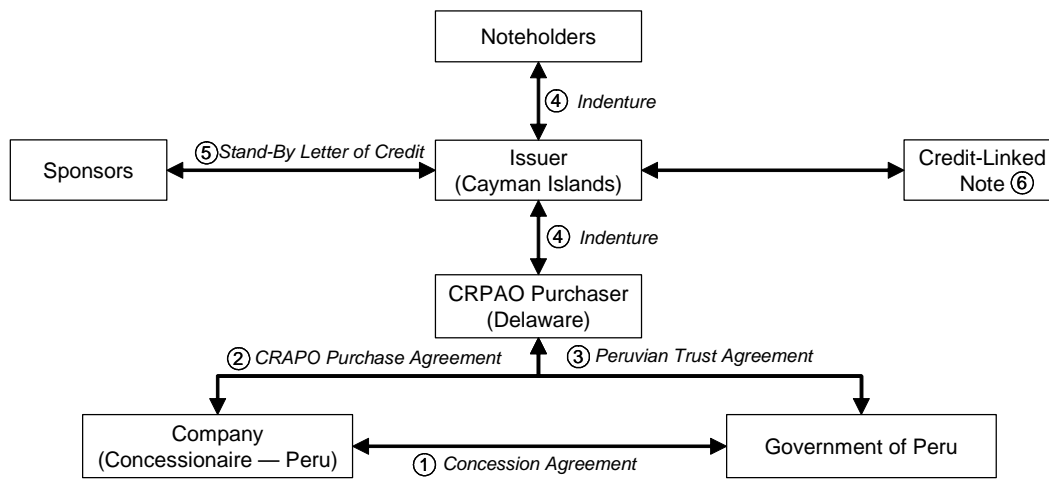 Noteholders
④ Indenture
⑤ Stand-By Letter of Credit
Sponsors
Issuer
(Cayman Islands)
Credit-Linked
Note ⑥
④ Indenture
CRPAO Purchaser
(Delaware)
② CRAPO Purchase Agreement
③ Peruvian Trust Agreement
Company
(Concessionaire — Peru)
① Concession Agreement
Government of Peru